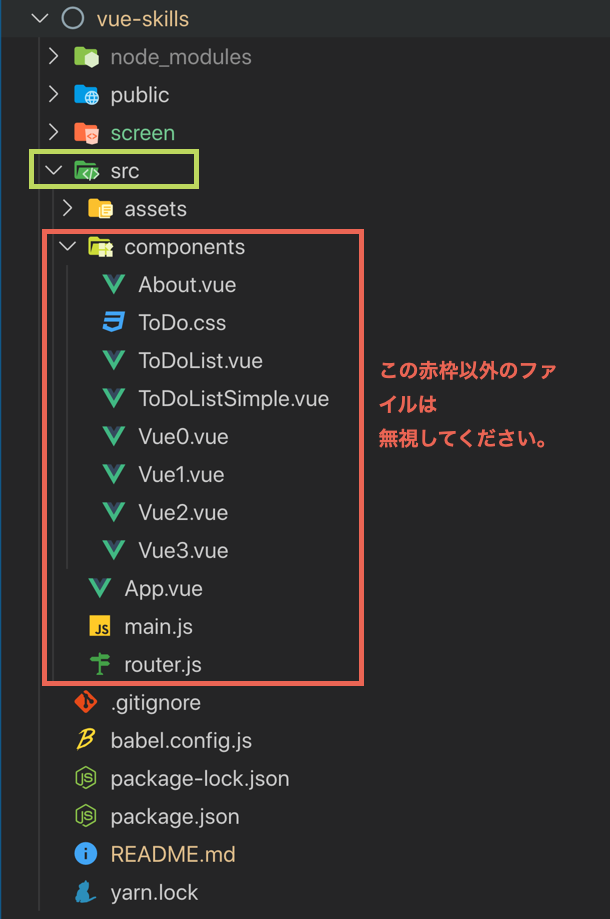 vue-skills
node_modules
public
screen
src
assets
components
About.vue
ToDo.css
ToDoList.vue
ToDoListSimple.vue
Vue0.vue
Vue1.vue
Vue2.vue
Vue3.vue
App.vue
main.js
router.js
.gitignore
babel.config.js
package-lock.json
package.json
README.md
yarn.lock
この赤枠以外のファ
イルは
無視してください。